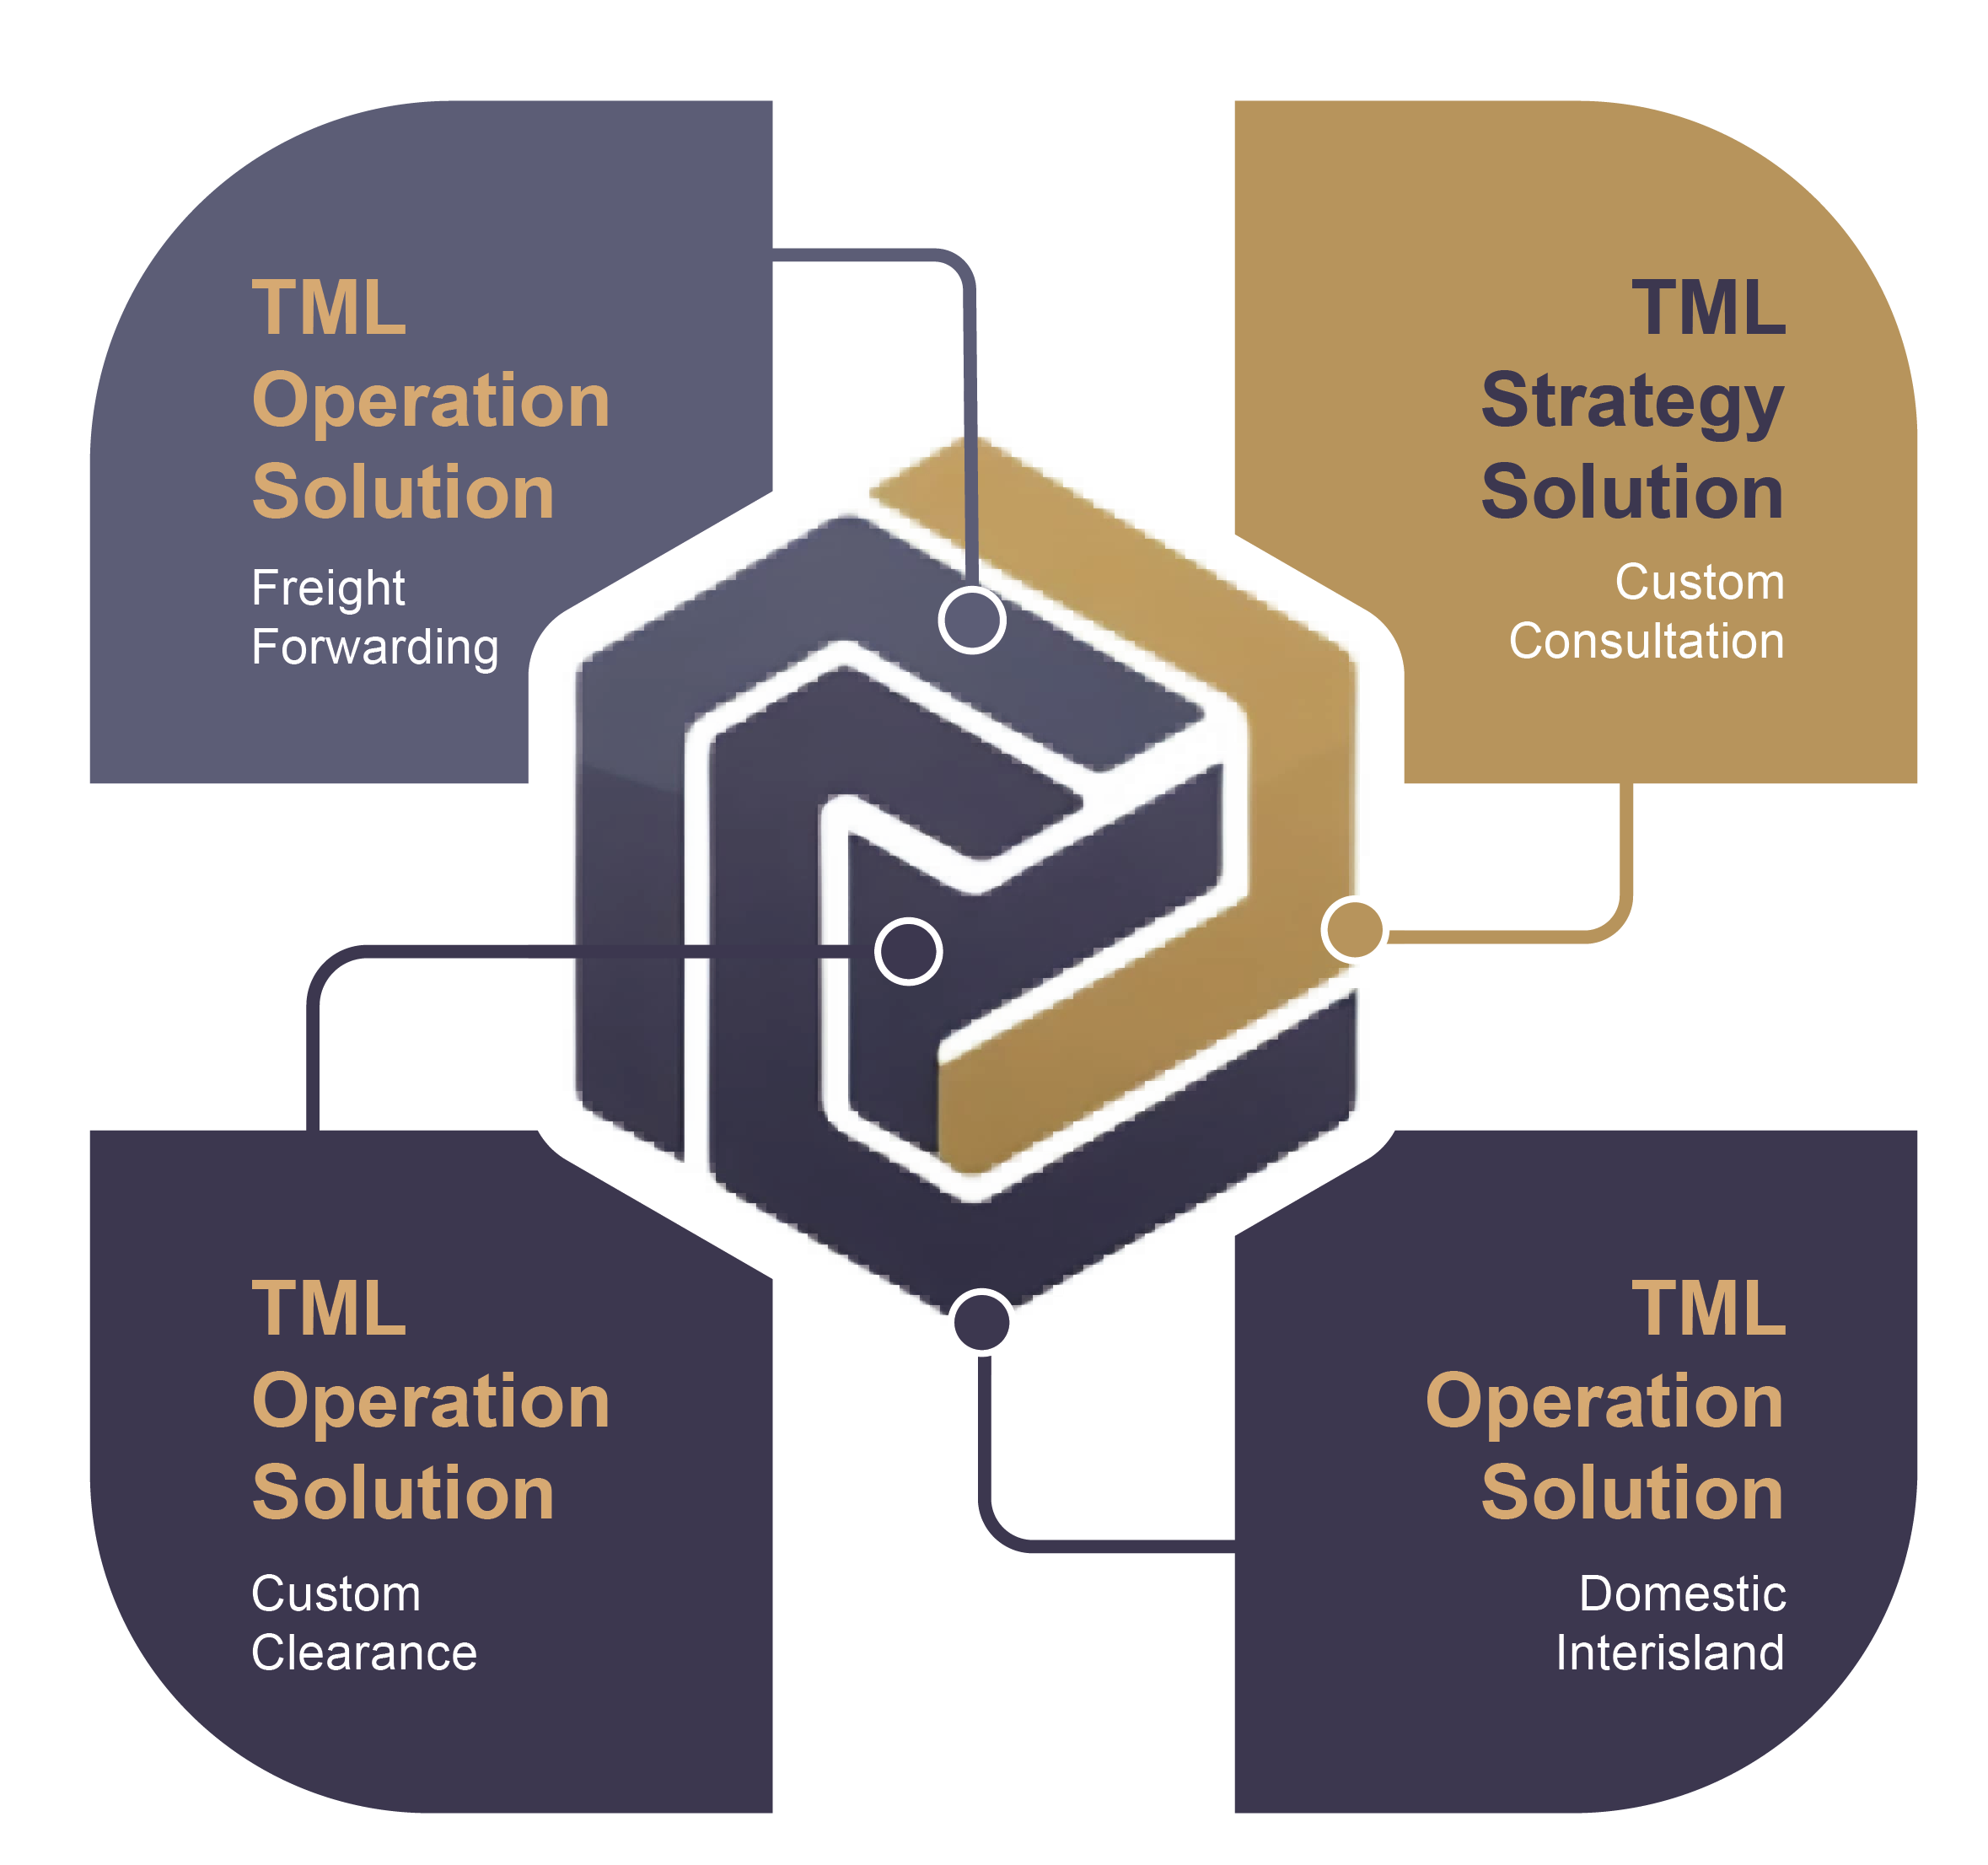 TML
Operation
Solution
Freight
Forwarding
TML
Strategy
Solution
Custom
Consultation
TML
Operation
Solution
Custom
Clearance
TML
Operation
Solution
Domestic
Interisland